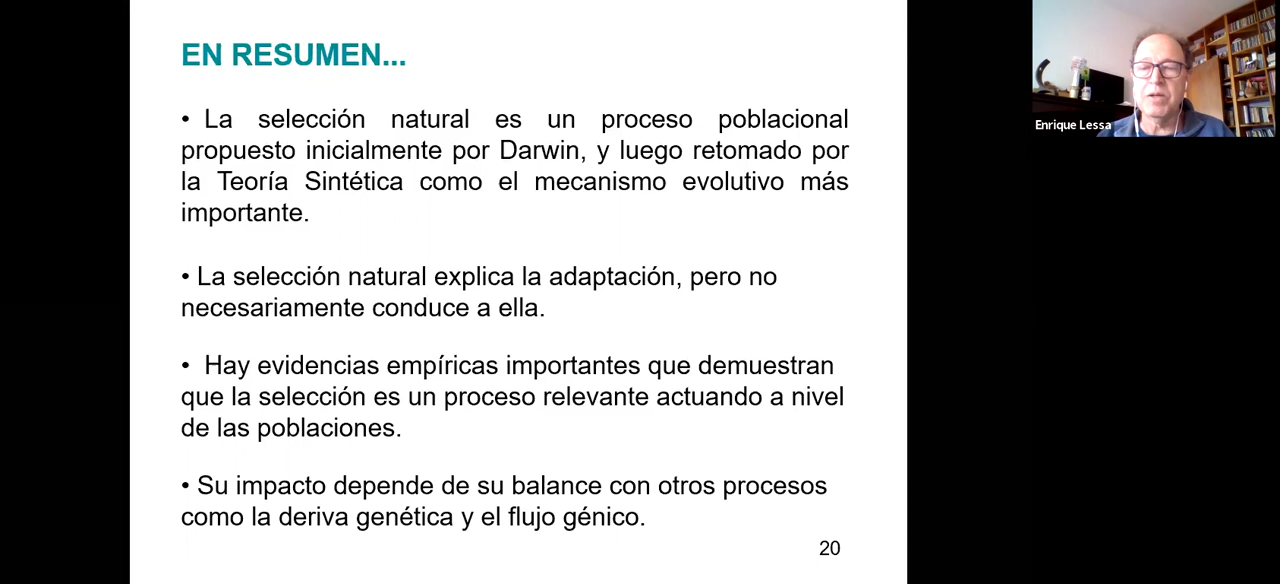 EN RESUMEN...
• La selección natural es un proceso poblacional
propuesto inicialmente por Darwin, y luego retomado por
la Teoría Sintética como el mecanismo evolutivo más
importante.
• La selección natural explica la adaptación, pero no
necesariamente conduce a ella.
• Hay evidencias empíricas importantes que demuestran
que la selección es un proceso relevante actuando a nivel
de las poblaciones.
• Su impacto depende de su balance con otros procesos
como la deriva genética y el flujo génico.
20
Enrique Lessa